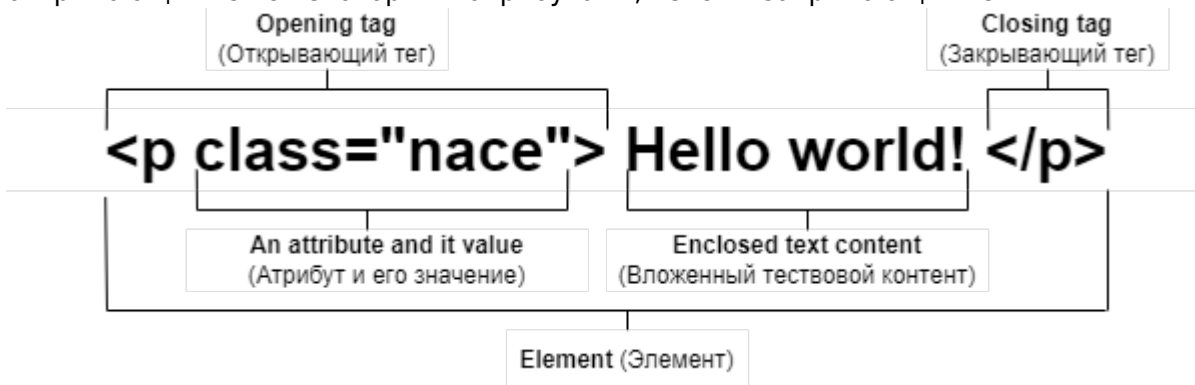 Opening tag
(Открывающий тег)
Closing tag
(Закрывающий тег)
<p class="nace"> Hello world! </p>
An attribute and it value
(Атрибут и его значение)
Enclosed text content
(Вложенный тествовой контент)
Element (Элемент)